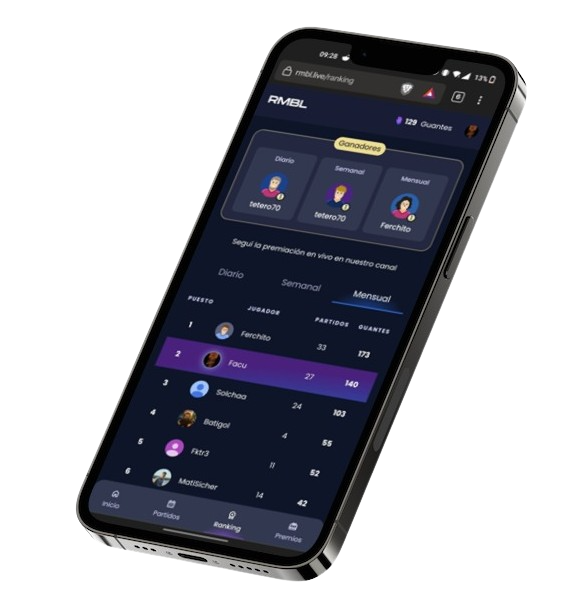 09:28
13%
rmbl.live/ranking
6
RMBL
129 Guantes
Ganadores
Diario
Semanal
Mensual
tetero70
tetero70
Ferchito
Seguí la premiación en vivo en nuestro canal
Diario Semanal Mensual
PUESTO JUGADOR PARTIDOS GUANTES
1 Ferchito 33 173
2 Facu 27 140
3 Solchaa 24 103
4 Batigol 4 55
5 Fktr3 11 52
6 MatiSicher 14 42
Inicio Partidos Ranking Premios